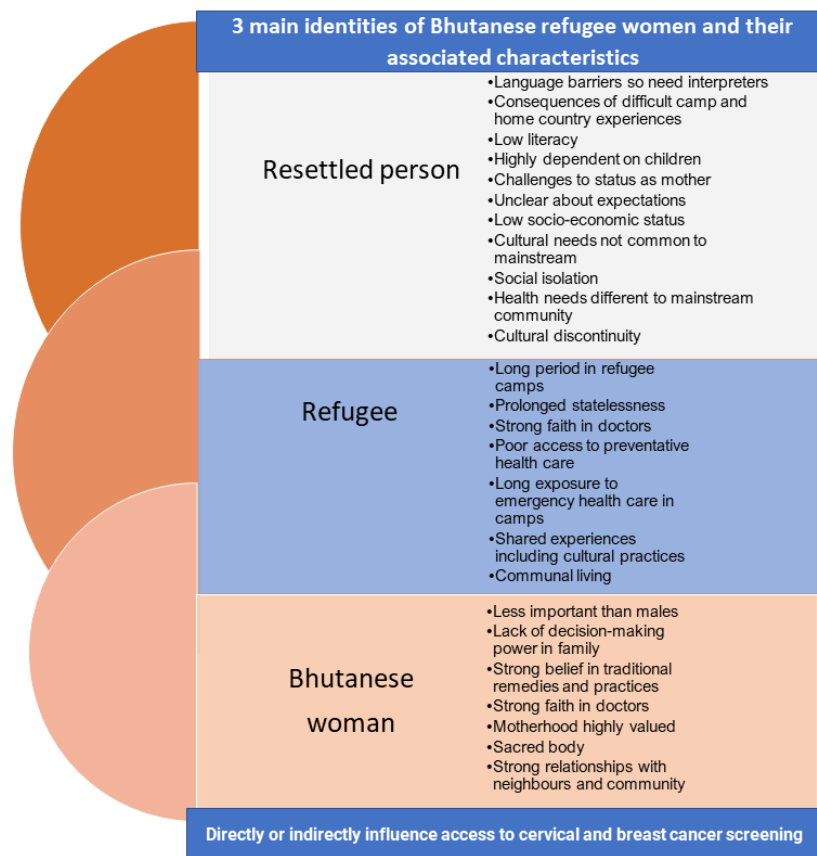 3 main identities of Bhutanese refugee women and their
associated characteristics
Resettled person
•Language barriers so need interpreters
•Consequences of difficult camp and
home country experiences
•Low literacy
•Highly dependent on children
•Challenges to status as mother
•Unclear about expectations
•Low socio-economic status
•Cultural needs not common to
mainstream
•Social isolation
•Health needs different to mainstream
community
•Cultural discontinuity
Refugee
•Long period in refugee
camps
•Prolonged statelessness
•Strong faith in doctors
•Poor access to preventative
health care
•Long exposure to
emergency health care in
camps
•Shared experiences
including cultural practices
•Communal living
Bhutanese
woman
•Less important than males
•Lack of decision-making
power in family
•Strong belief in traditional
remedies and practices
•Strong faith in doctors
•Motherhood highly valued
•Sacred body
•Strong relationships with
neighbours and community
Directly or indirectly influence access to cervical and breast cancer screening